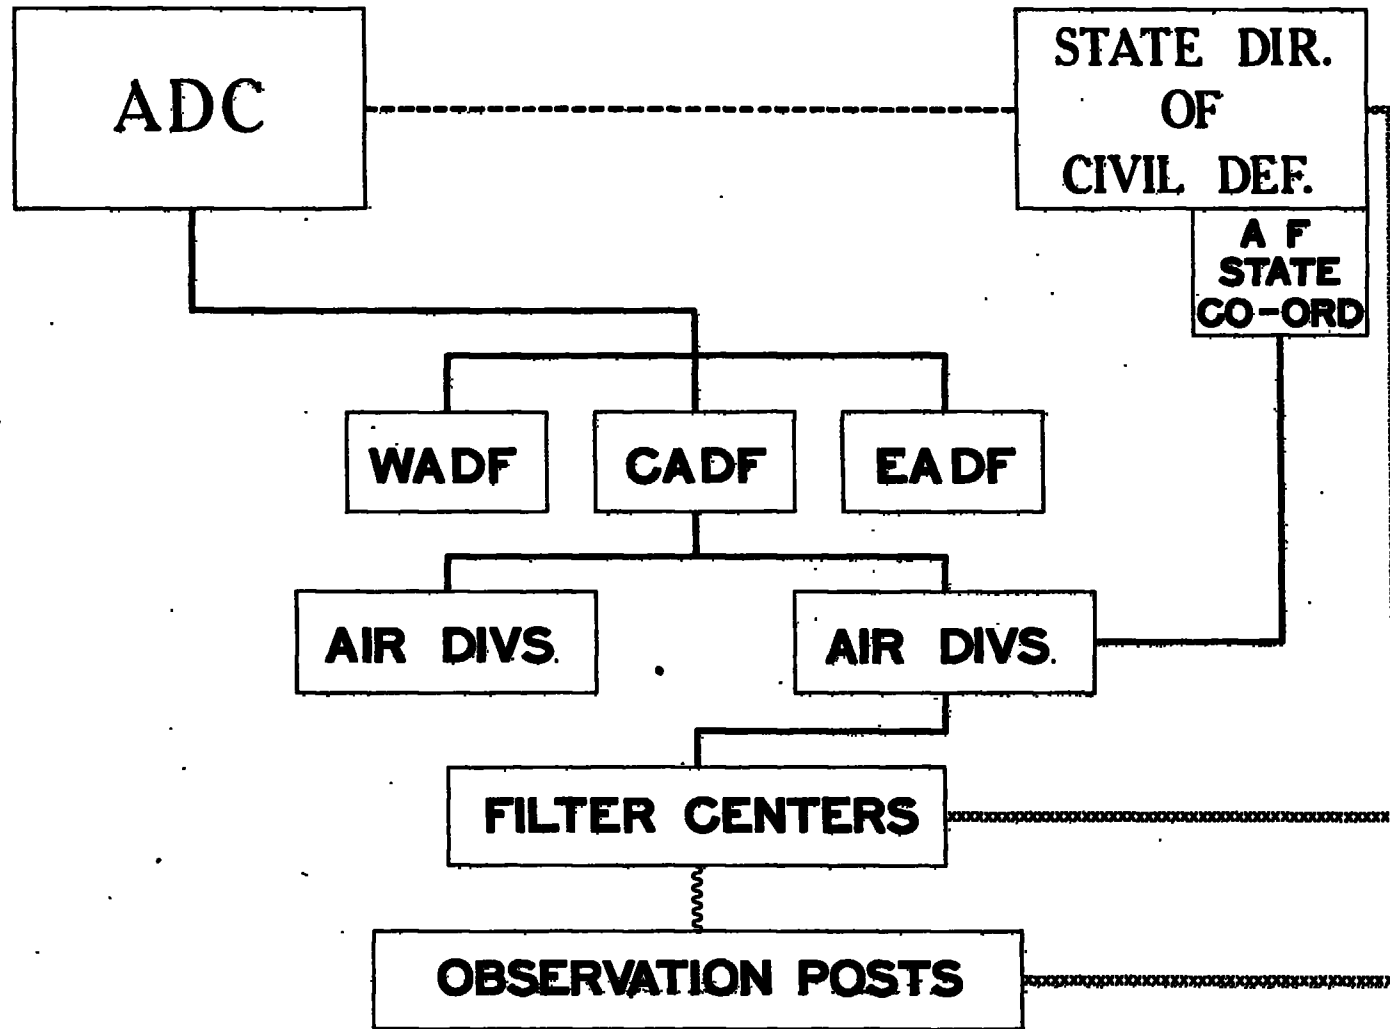 ADC
STATE DIR.
OF
CIVIL DEF.
A F
STATE
CO-ORD
WADF
CADF
EADF
AIR DIVS.
AIR DIVS.
FILTER CENTERS
OBSERVATION POSTS